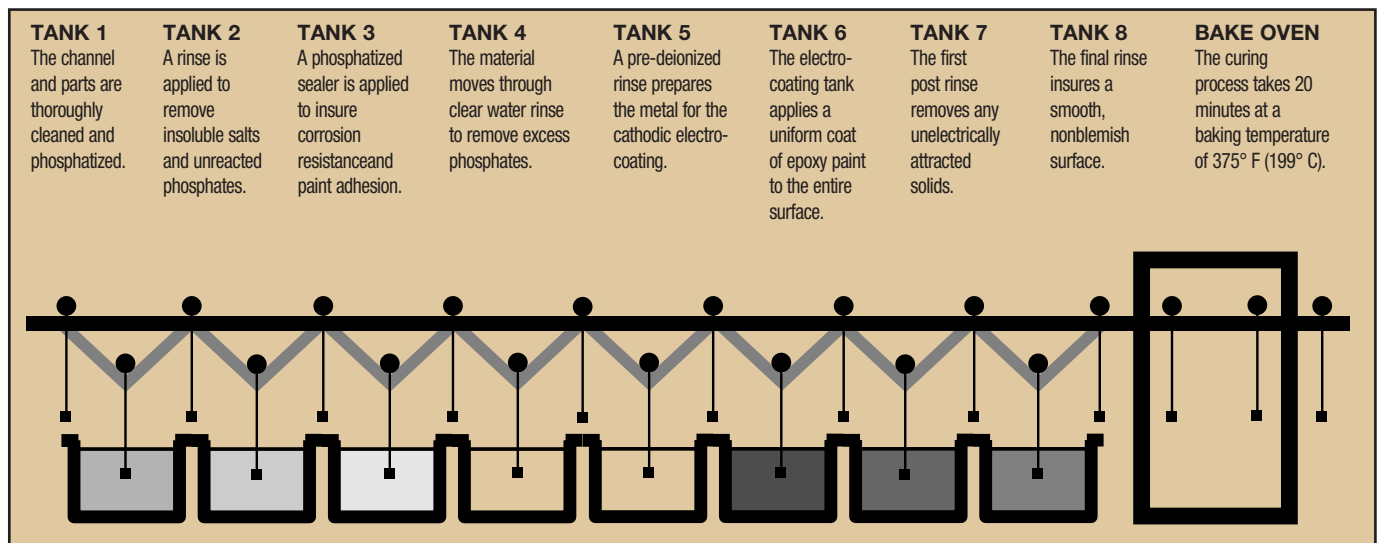 TANK 1
The channel
and parts are
thoroughly
cleaned and
phosphatized.
TANK 2
A rinse is
applied to
remove
insoluble salts
and unreacted
phosphates.
TANK 3
A phosphatized
sealer is applied
to insure
corrosion
resistanceand
paint adhesion.
TANK 4
The material
moves through
clear water rinse
to remove excess
phosphates.
TANK 5
A pre-deionized
rinse prepares
the metal for the
cathodic electro-
coating.
TANK 6
The electro-
coating tank
applies a
uniform coat
of epoxy paint
to the entire
surface.
TANK 7
The first
post rinse
removes any
unelectrically
attracted
solids.
TANK 8
The final rinse
insures a
smooth,
nonblemish
surface.
BAKE OVEN
The curing
process takes 20
minutes at a
baking temperature
of 375° F (199° C).